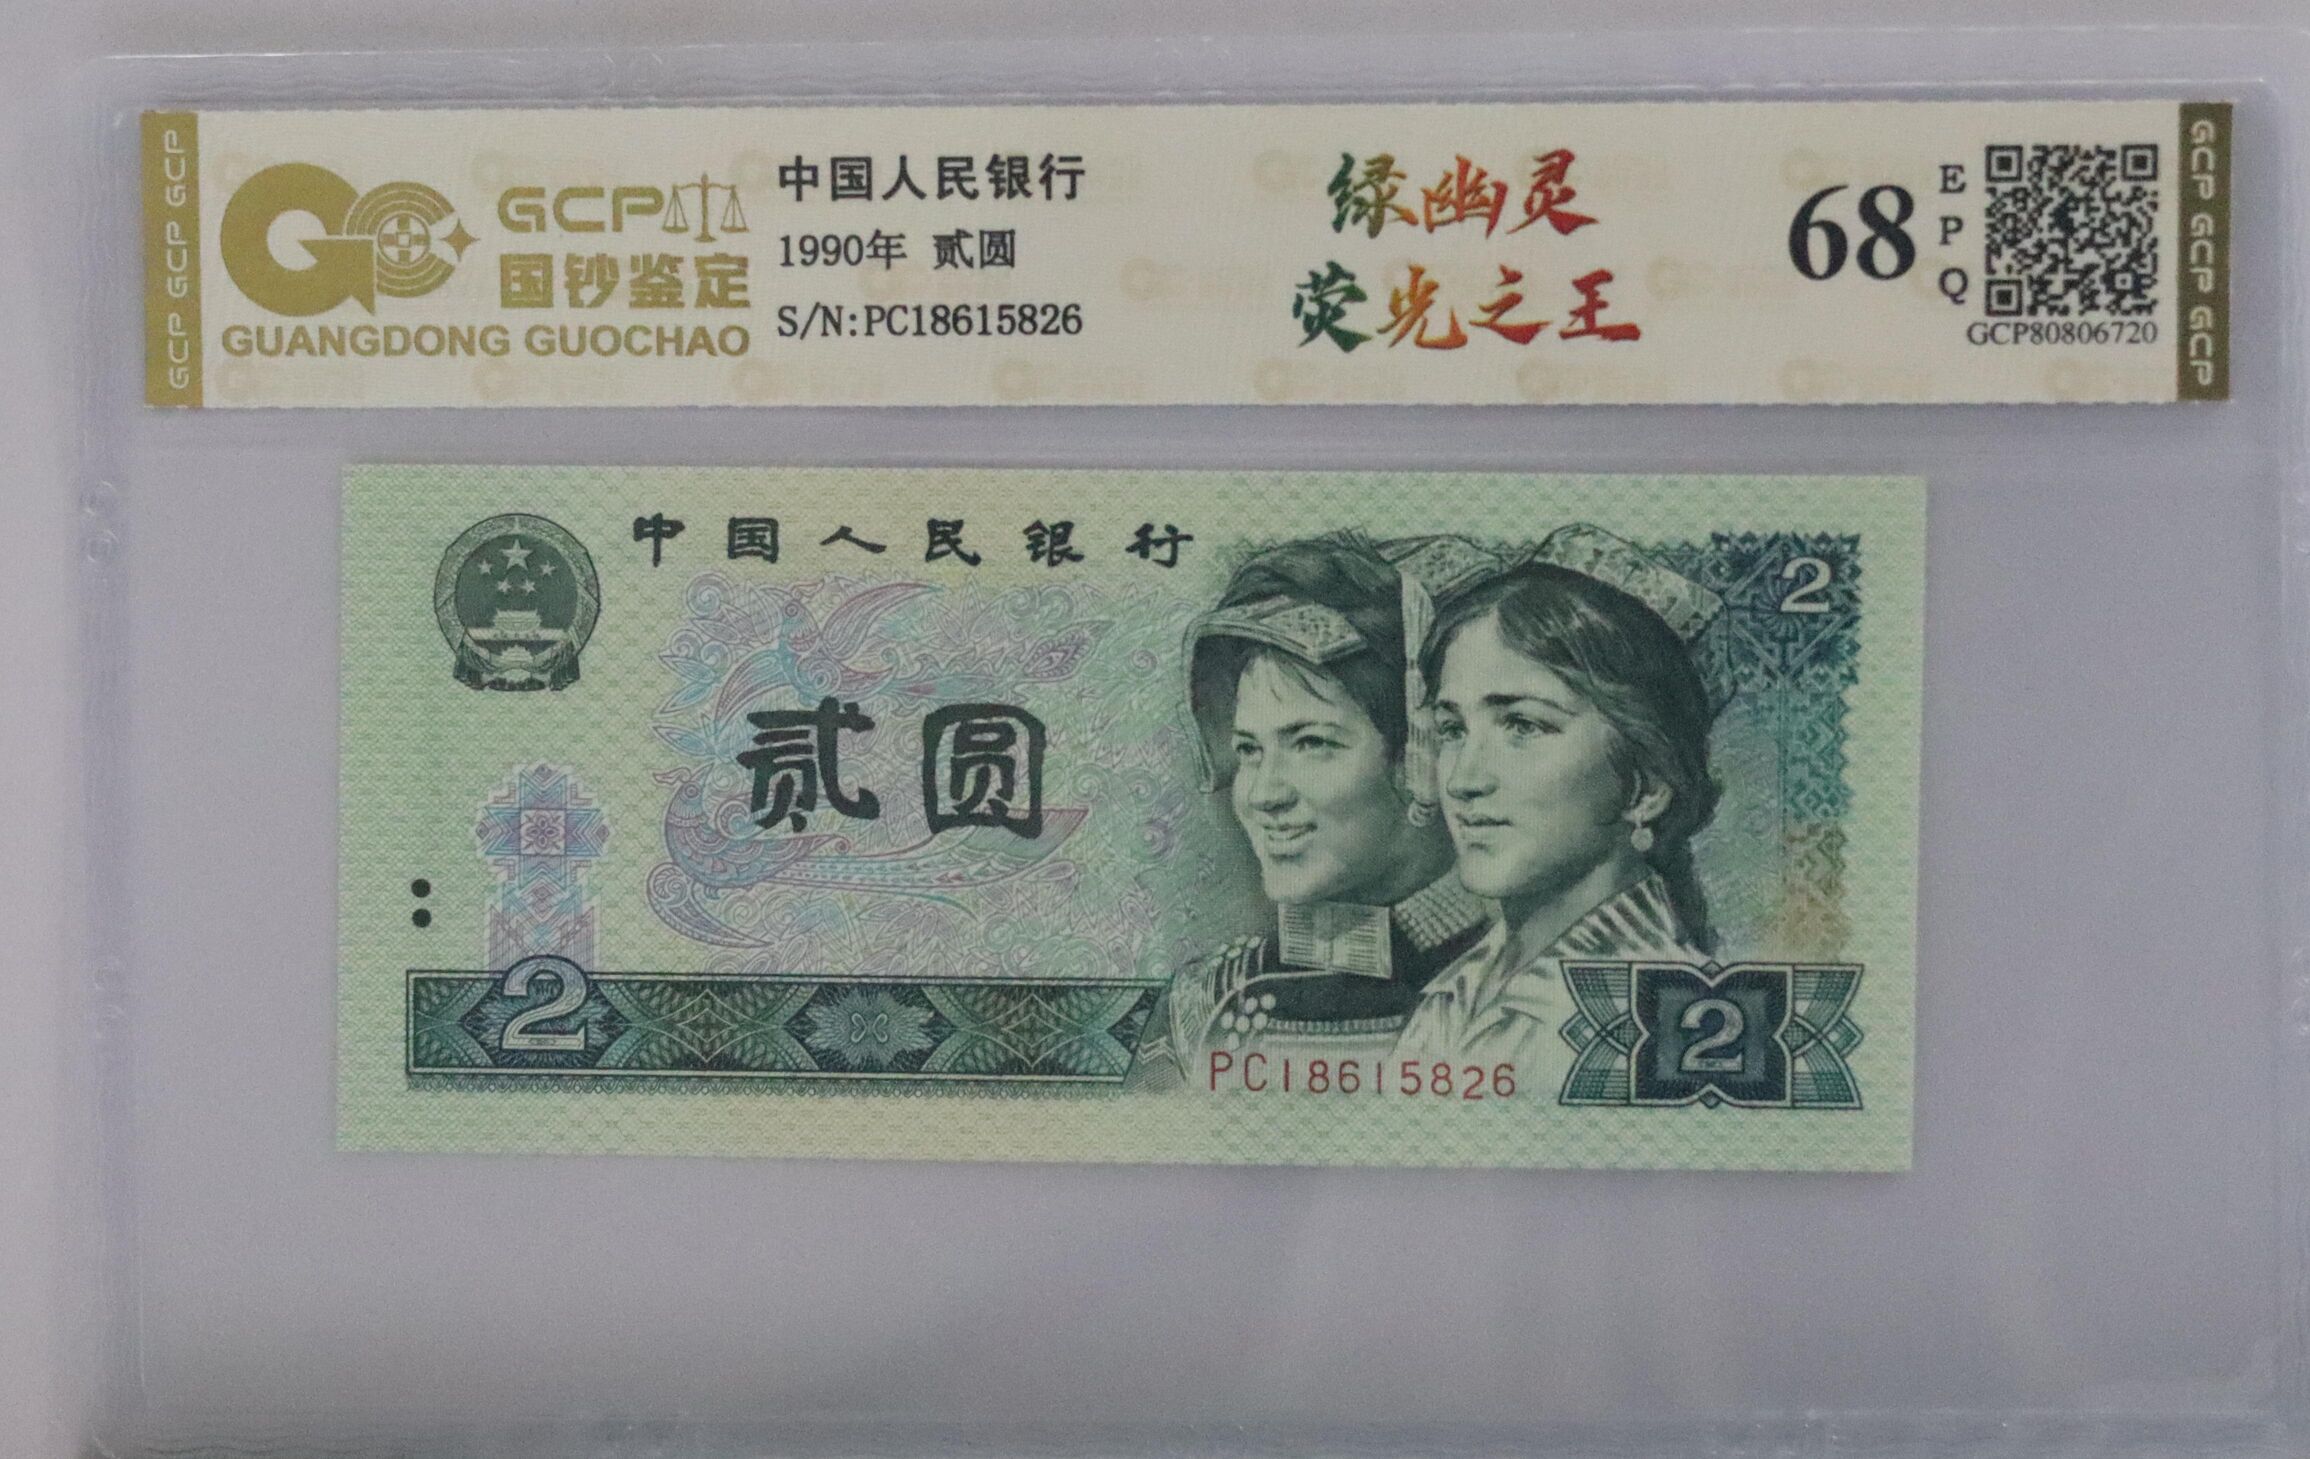 GCP GCP GCP
GCP
国钞鉴定
GUANGDONG GUOCHAO
中国人民银行
1990年 贰圆
S/N:PC18615826
绿幽灵
荧光之王
68
EPQ
GCP80806720
GCP GCP GCP
中国人民银行
2
贰圆
2
PC18615826
2